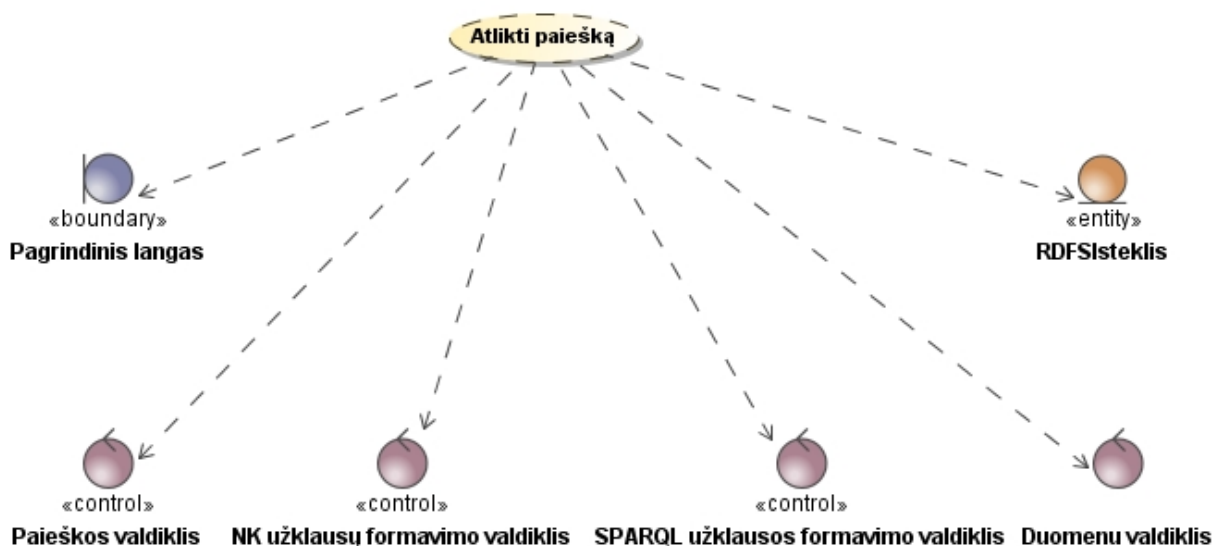 Atlikti paiešką
«boundary»
Pagrindinis langas
«entity»
RDFSIsteklis
«control»
Paieškos valdiklis
«control»
NK užklausų formavimo valdiklis
«control»
SPARQL užklausos formavimo valdiklis
Duomenu valdiklis